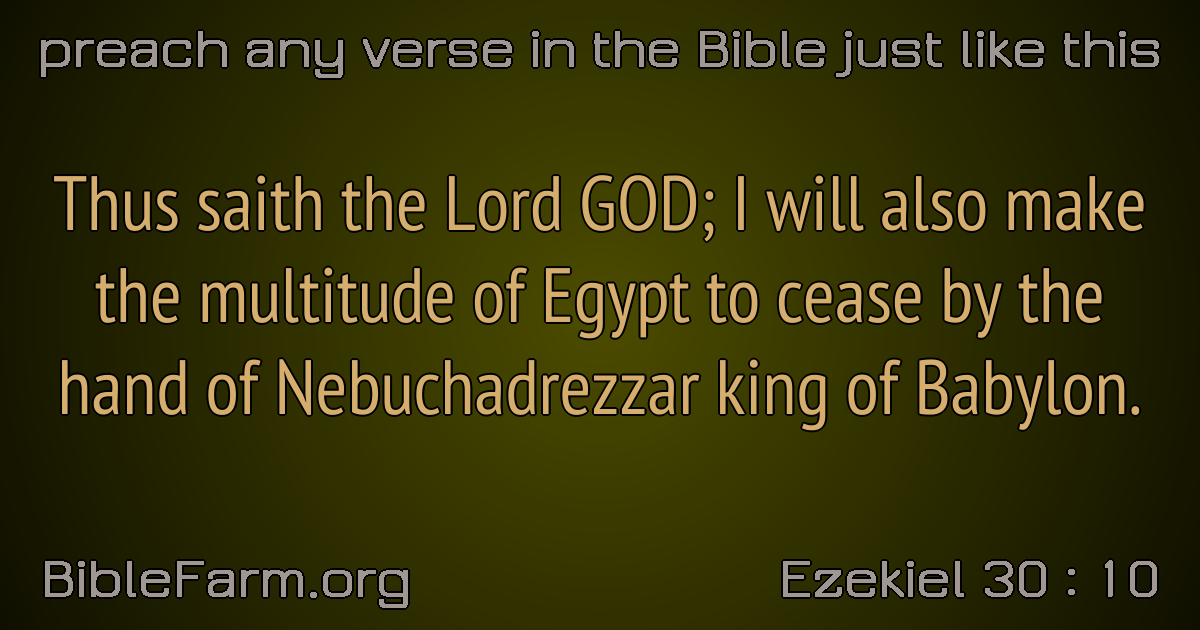 preach any verse in the Bible just like this
Thus saith the Lord GOD; I will also make
the multitude of Egypt to cease by the
hand of Nebuchadrezzar king of Babylon.
BibleFarm.org
Ezekiel 30 : 10